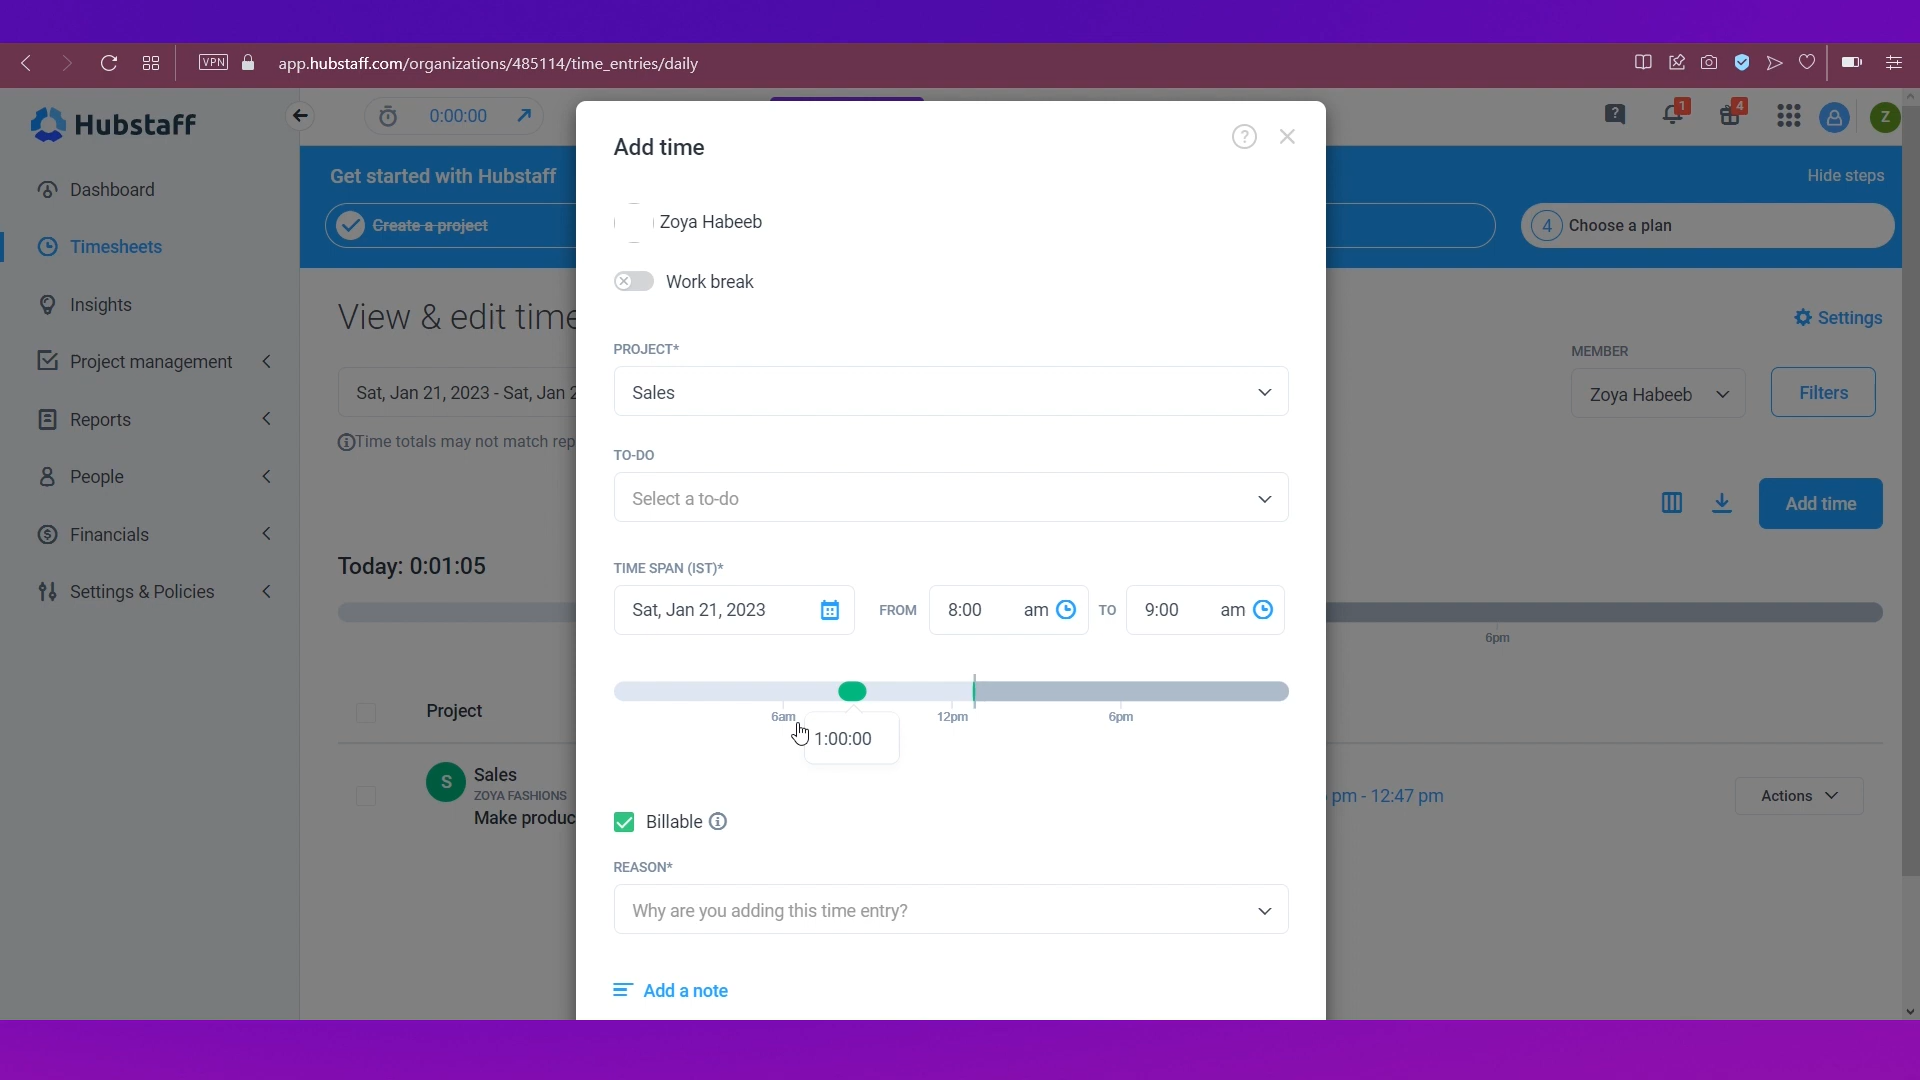 VPN
app.hubstaff.com/organizations/485114/time_entries/daily
Hubstaff
0:00:00
1
4
Z
Get started with Hubstaff
Hide steps
Create a project
4 Choose a plan
Dashboard
Timesheets
Insights
Project management
Reports
People
Financials
Settings & Policies
View & edit time
Settings
MEMBER
Sat, Jan 21, 2023 - Sat, Jan 2
Zoya Habeeb
Filters
Time totals may not match rep
Add time
Today: 0:01:05
6pm
Project
S
Sales
ZOYA FASHIONS
Make produc
pm - 12:47 pm
Actions
Add time
?
Zoya Habeeb
Work break
PROJECT*
Sales
TO-DO
Select a to-do
TIME SPAN (IST)*
Sat, Jan 21, 2023 FROM 8:00 am TO 9:00 am
6am 12pm 6pm
1:00:00
Billable
REASON*
Why are you adding this time entry?
Add a note